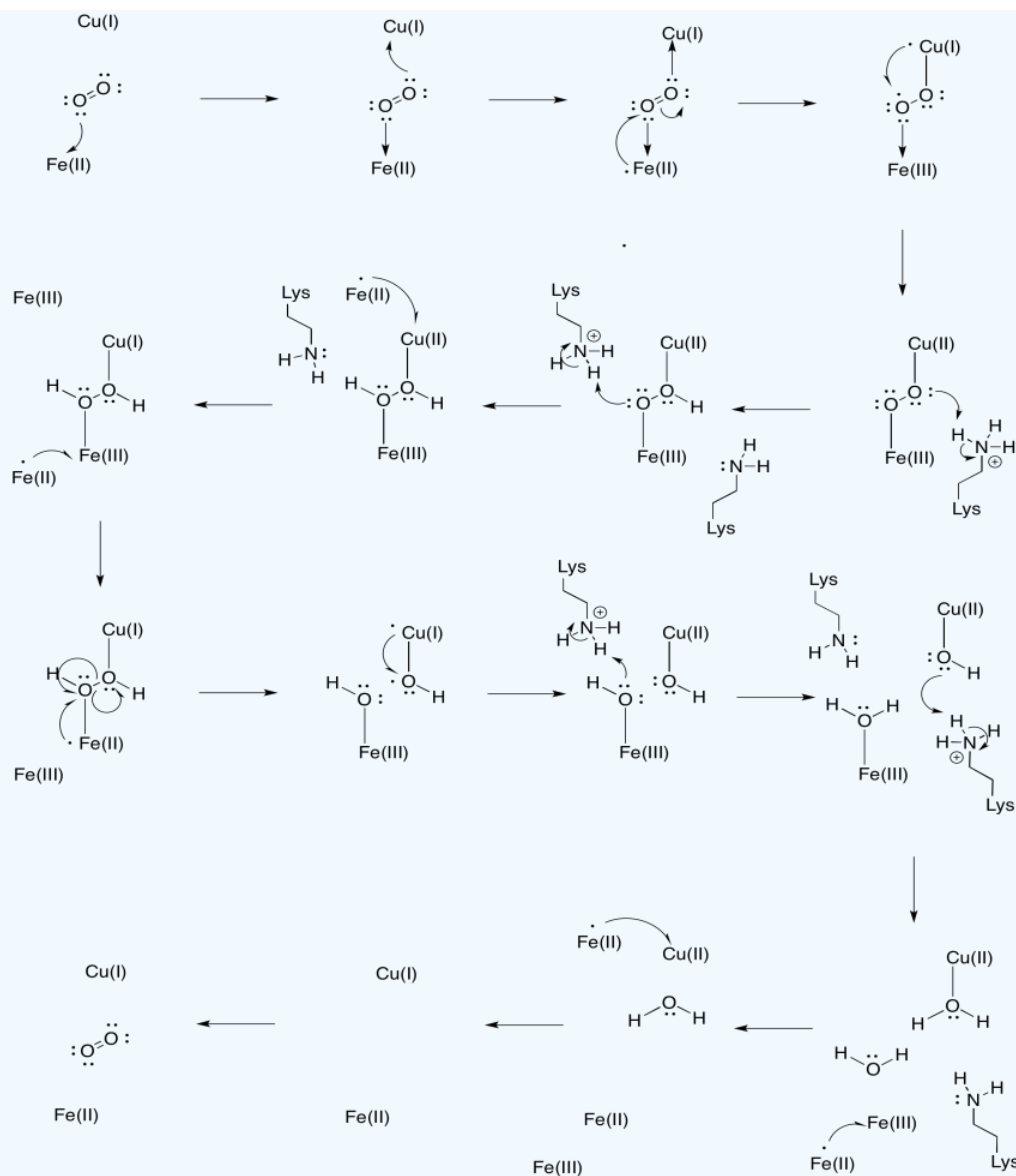 Cu(I)
O O
Fe(II)
Cu(I)
O O
Fe(II)
Cu(I)
O O
Fe(II)
Cu(I)
O O
Fe(III)
Fe(III)
Cu(I)
H O O H
Fe(III)
Fe(II)
Lys
H N
H
Fe(II)
Cu(II)
H O O H
Fe(III)
Lys
H N H
H
Cu(II)
O O H
Fe(III)
H
N H
Lys
Cu(II)
O O
Fe(III)
H H
N H
Lys
Cu(I)
H O O H
Fe(II)
Fe(III)
Cu(I)
H O O H
Fe(III)
Lys
H N H
H
Cu(II)
H O O H
Fe(III)
Lys
H N
H
H O H
Fe(III)
Cu(II)
O H
H H
H N
Lys
Cu(I)
O O
Fe(II)
Cu(I)
Fe(II)
Fe(II)
Cu(II)
H O H
Fe(II)
Fe(III)
Cu(II)
H O H
H O H
Fe(III)
Fe(II)
H H
N
Lys